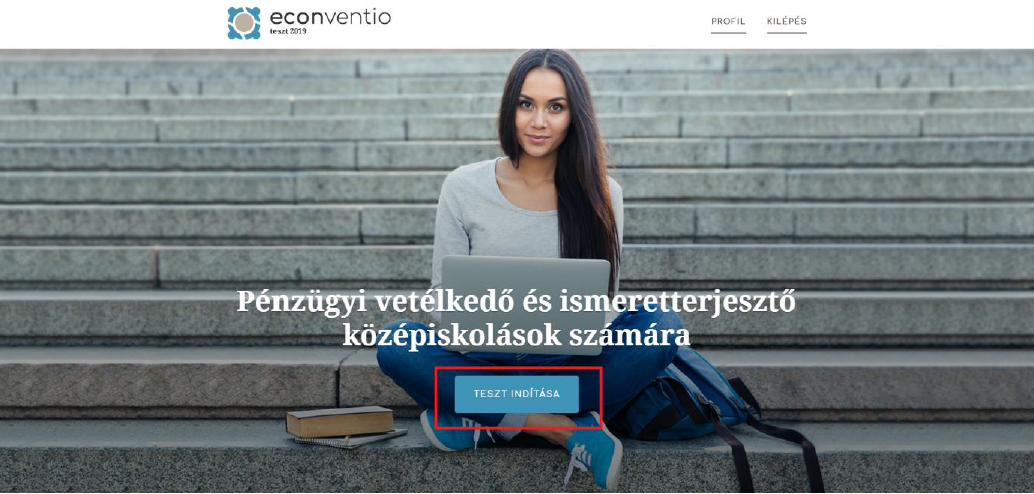 econventio
teszt 2019
PROFIL
KILÉPÉS
Pénzügyi vetélkedő és ismeretterjesztő
középiskolások számára
TESZT INDÍTÁSA